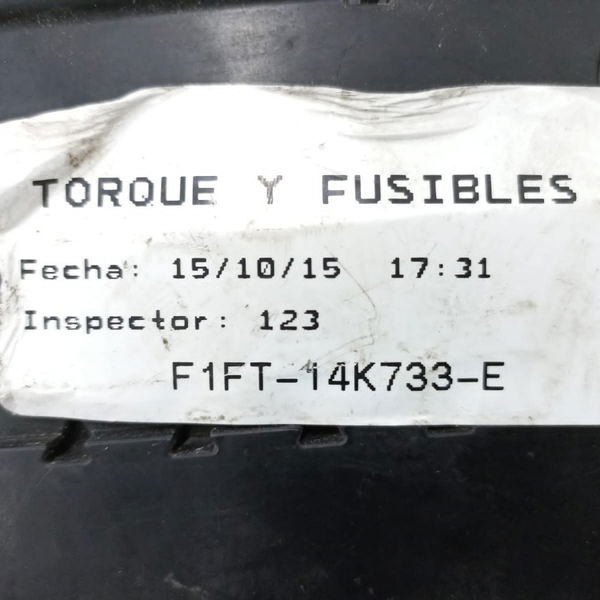 TORQUE Y FUSIBLES
Fecha: 15/10/15 17:31
Inspector: 123
F1FT-14K733-E